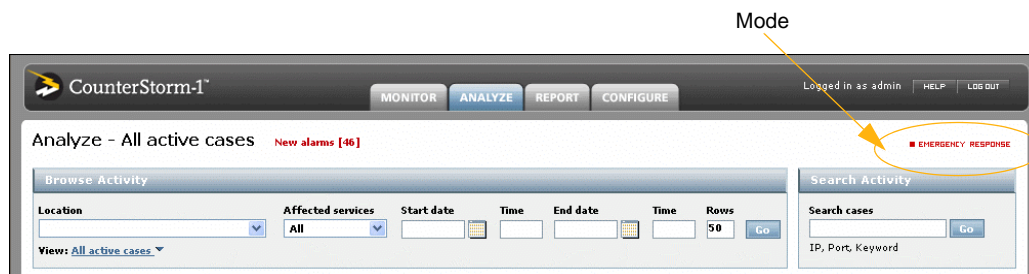 Mode
CounterStorm-1™
MONITOR ANALYZE REPORT CONFIGURE
Logged in as admin HELP LOG OUT
Analyze - All active cases New alarms [46]
EMERGENCY RESPONSE
Browse Activity
Location Affected services Start date Time End date Time Rows
All 50 Go
View: All active cases
Search Activity
Search cases
Go
IP, Port, Keyword